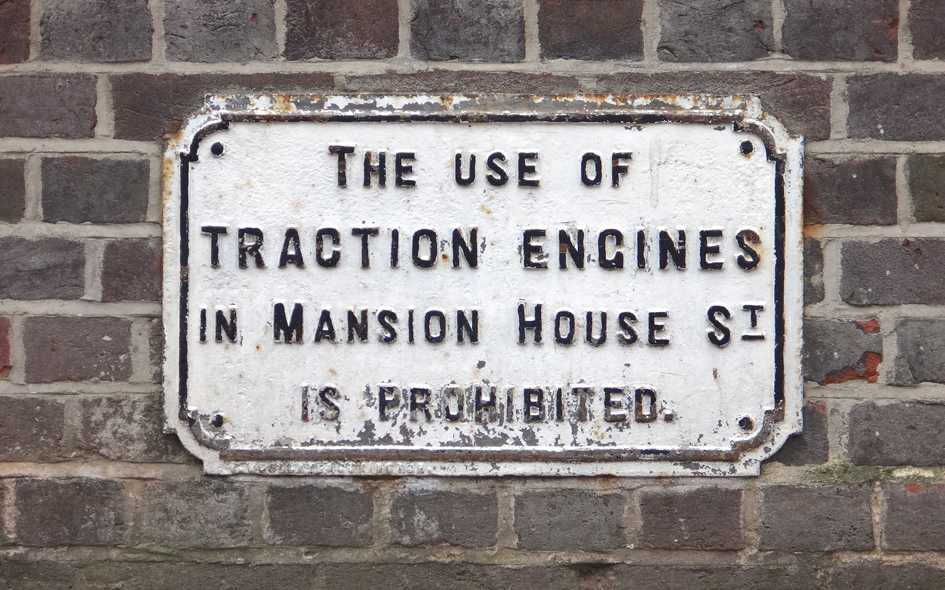 THE USE OF
TRACTION ENGINES
IN MANSION HOUSE ST
IS PROHIBITED.